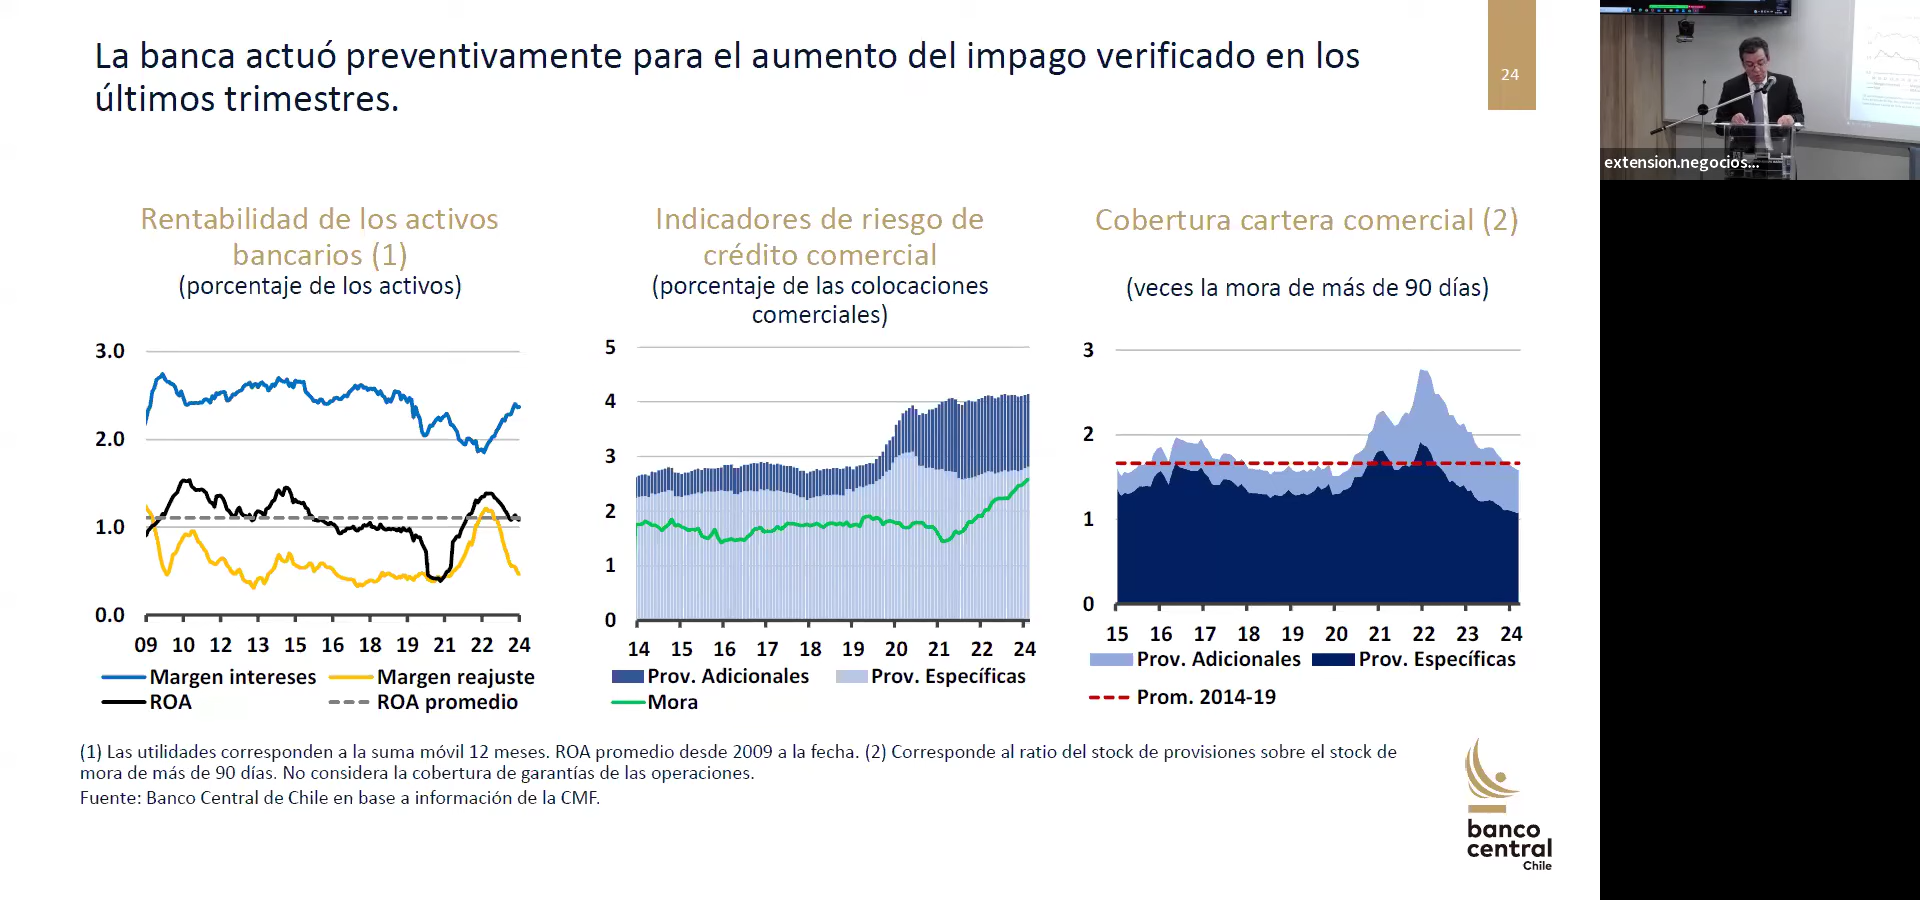 La banca actuó preventivamente para el aumento del impago verificado en los
últimos trimestres.
24
extension.negocios...
Rentabilidad de los activos
bancarios (1)
(porcentaje de los activos)
3.0
2.0
1.0
0.0
09 10 12 13 15 16 18 19 21 22 24
Margen intereses Margen reajuste
ROA ROA promedio
Indicadores de riesgo de
crédito comercial
(porcentaje de las colocaciones
comerciales)
5
4
3
2
1
0
14 15 16 17 18 19 20 21 22 24
Prov. Adicionales Prov. Específicas
Mora
Cobertura cartera comercial (2)
(veces la mora de más de 90 días)
3
2
1
0
15 16 17 18 19 20 21 22 23 24
Prov. Adicionales Prov. Específicas
Prom. 2014-19
(1) Las utilidades corresponden a la suma móvil 12 meses. ROA promedio desde 2009 a la fecha. (2) Corresponde al ratio del stock de provisiones sobre el stock de
mora de más de 90 días. No considera la cobertura de garantías de las operaciones.
Fuente: Banco Central de Chile en base a información de la CMF.
banco
central
Chile